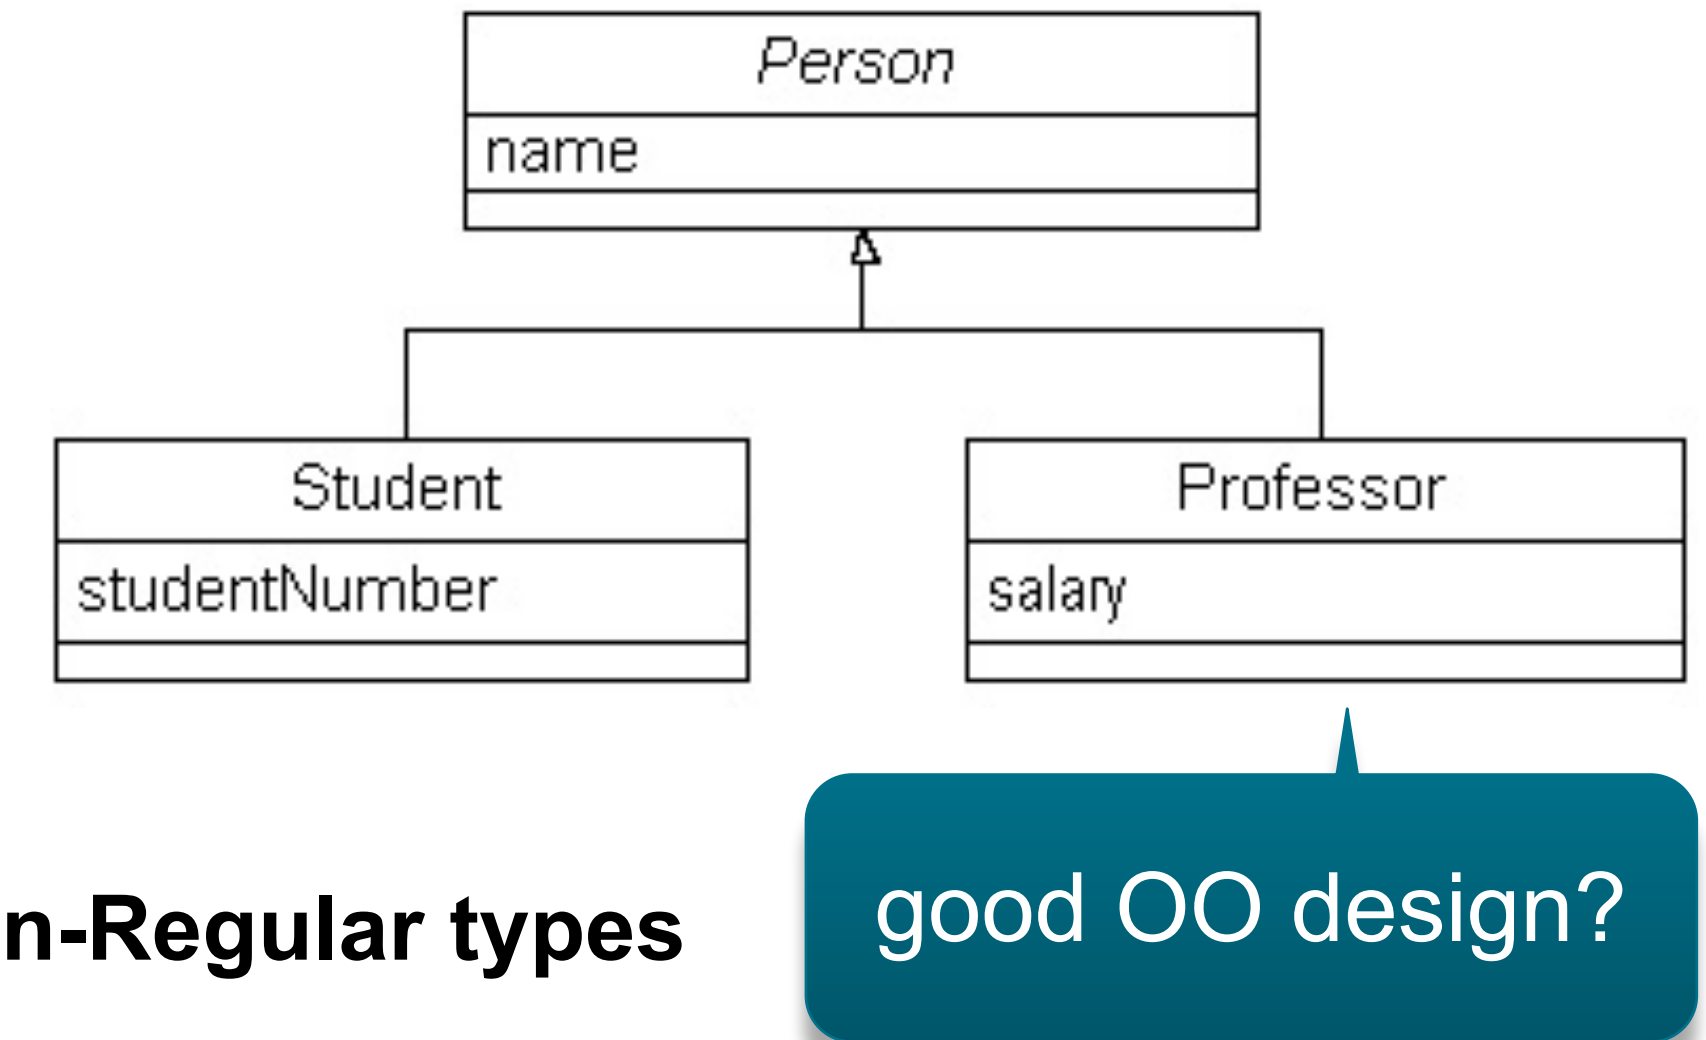 Person
name
Student
studentNumber
Professor
salary
n-Regular types
good OO design?